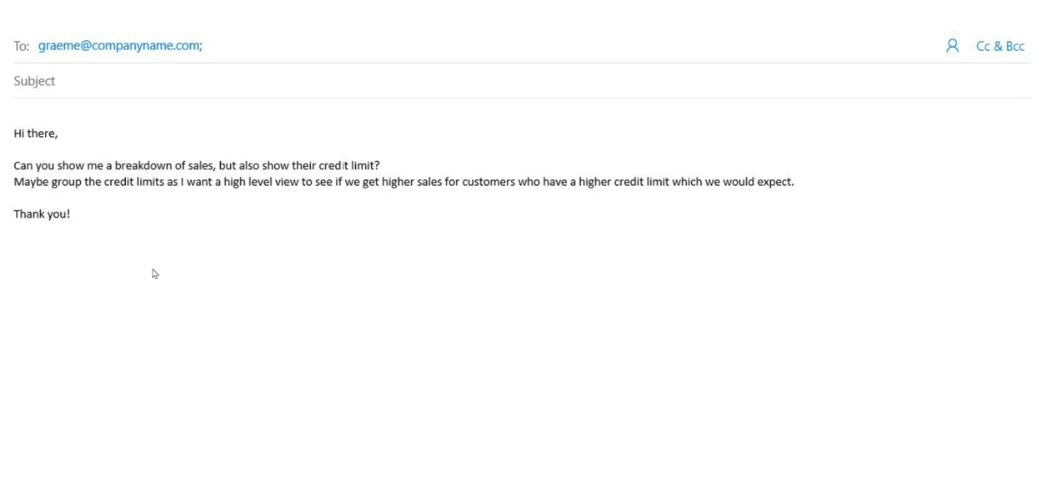 To: graeme@companyname.com; Cc & Bcc
Subject
Hi there,
Can you show me a breakdown of sales, but also show their credit limit?
Maybe group the credit limits as I want a high level view to see if we get higher sales for customers who have a higher credit limit which we would expect.
Thank you!